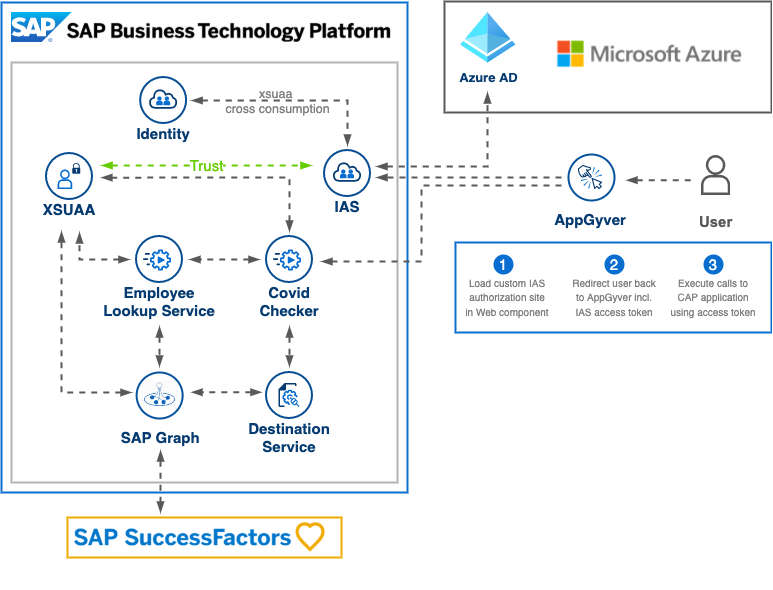 SAP
SAP Business Technology Platform
Azure AD
Microsoft Azure
Identity
xsuaa
cross consumption
Trust
XSUAA
IAS
AppGyver
User
Employee
Lookup Service
Covid
Checker
1
Load custom IAS
authorization site
in Web component
2
Redirect user back
to AppGyver incl.
IAS access token
3
Execute calls to
CAP application
using access token
SAP Graph
Destination
Service
SAP SuccessFactors